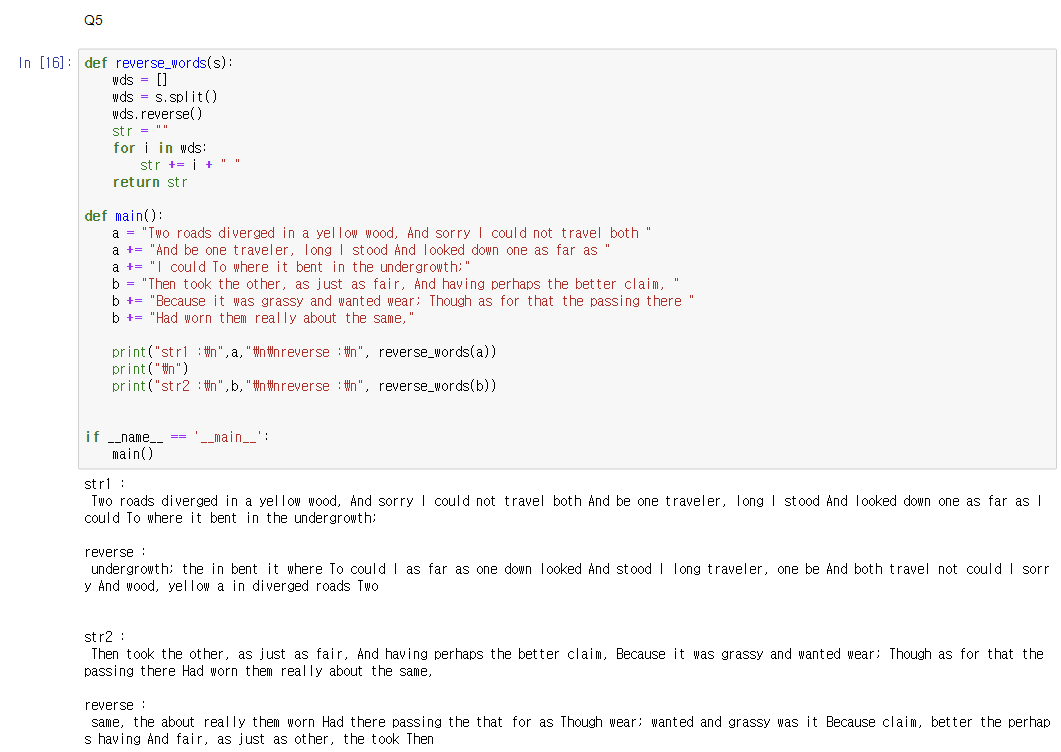 Q5
In [16]: def reverse_words(s):
    wds = []
    wds = s.split()
    wds.reverse()
    str = ""
    for i in wds:
        str += i + " "
    return str

def main():
    a = "Two roads diverged in a yellow wood, And sorry I could not travel both "
    a += "And be one traveler, long I stood And looked down one as far as "
    a += "I could To where it bent in the undergrowth;"
    b = "Then took the other, as just as fair, And having perhaps the better claim, "
    b += "Because it was grassy and wanted wear; Though as for that the passing there "
    b += "Had worn them really about the same,"

    print("str1 :₩n",a,"₩n₩nreverse :₩n", reverse_words(a))
    print("₩n")
    print("str2 :₩n",b,"₩n₩nreverse :₩n", reverse_words(b))

if __name__ == '__main__':
    main()

str1 :
 Two roads diverged in a yellow wood, And sorry I could not travel both And be one traveler, long I stood And looked down one as far as I
could To where it bent in the undergrowth;

reverse :
 undergrowth; the in bent it where To could I as far as one down looked And stood I long traveler, one be And both travel not could I sorr
y And wood, yellow a in diverged roads Two

str2 :
 Then took the other, as just as fair, And having perhaps the better claim, Because it was grassy and wanted wear; Though as for that the
passing there Had worn them really about the same,

reverse :
 same, the about really them worn Had there passing the that for as Though wear; wanted and grassy was it Because claim, better the perhap
s having And fair, as just as other, the took Then